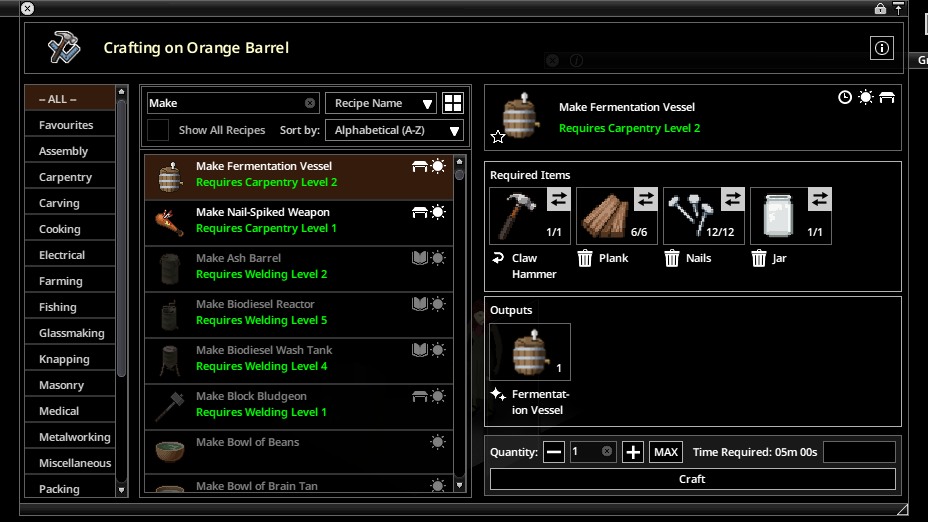 Crafting on Orange Barrel
-- ALL --
Favourites
Assembly
Carpentry
Carving
Cooking
Electrical
Farming
Fishing
Glassmaking
Knapping
Masonry
Medical
Metalworking
Miscellaneous
Packing
Make
Recipe Name
Show All Recipes
Sort by:
Alphabetical (A-Z)
Make Fermentation Vessel
Requires Carpentry Level 2
Make Nail-Spiked Weapon
Requires Carpentry Level 1
Make Ash Barrel
Requires Welding Level 2
Make Biodiesel Reactor
Requires Welding Level 5
Make Biodiesel Wash Tank
Requires Welding Level 4
Make Block Bludgeon
Requires Welding Level 1
Make Bowl of Beans
Make Bowl of Brain Tan
Make Fermentation Vessel
Requires Carpentry Level 2
Required Items
1/1
6/6
12/12
1/1
Claw
Hammer
Plank
Nails
Jar
Outputs
1
Fermentat-
ion Vessel
Quantity:
1
MAX
Time Required: 05m 00s
Craft